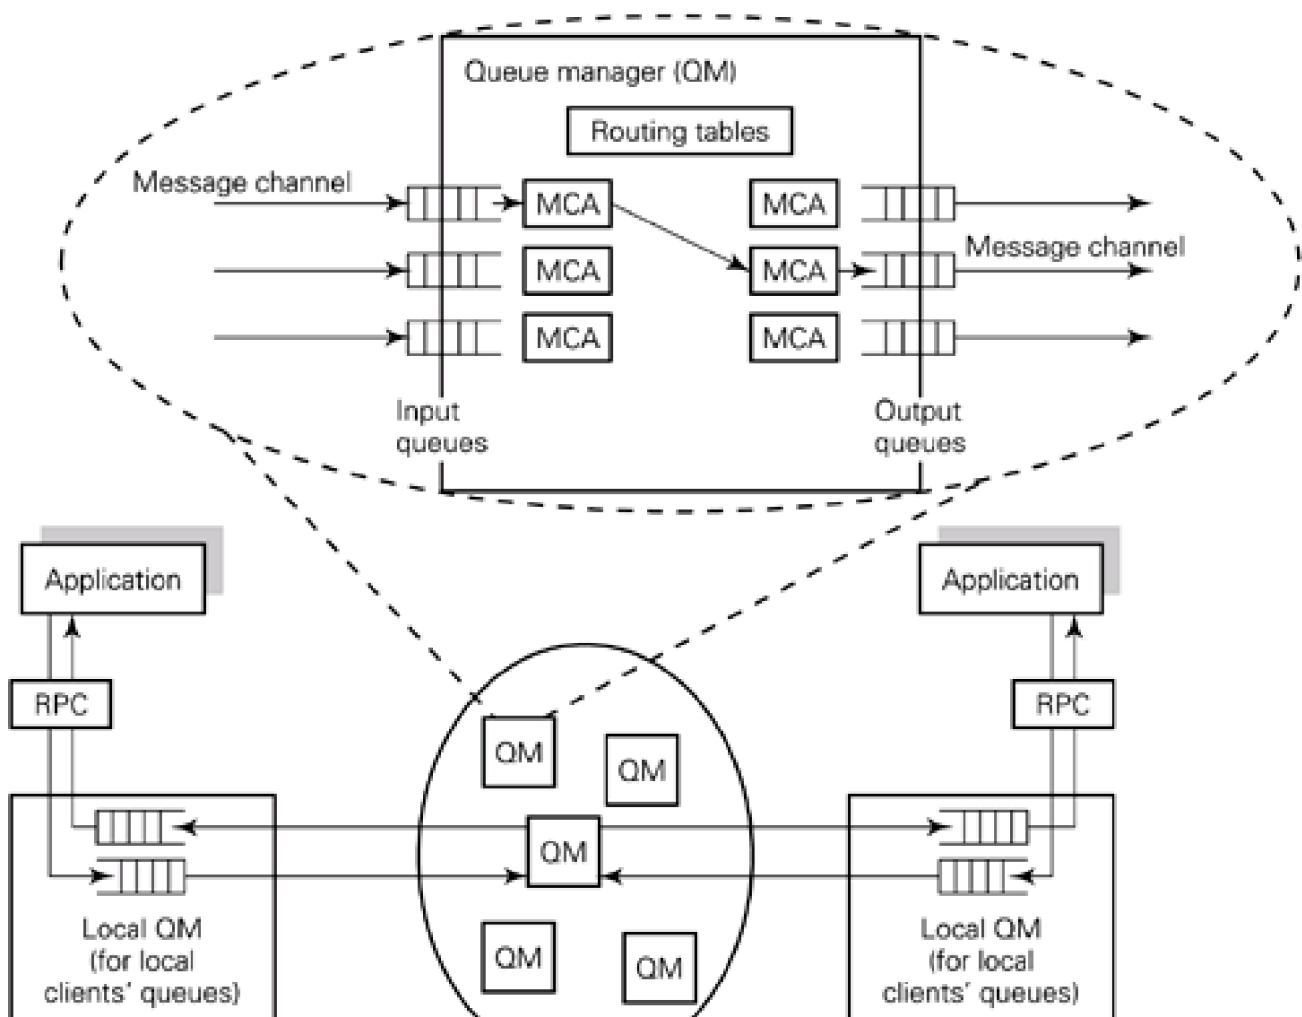 Queue manager (QM)
Routing tables
Message channel
MCA
MCA
MCA
MCA
Message channel
MCA
MCA
Input
queues
Output
queues
Application
Application
RPC
RPC
QM
QM
QM
QM
QM
Local QM
(for local
clients' queues)
Local QM
(for local
clients' queues)